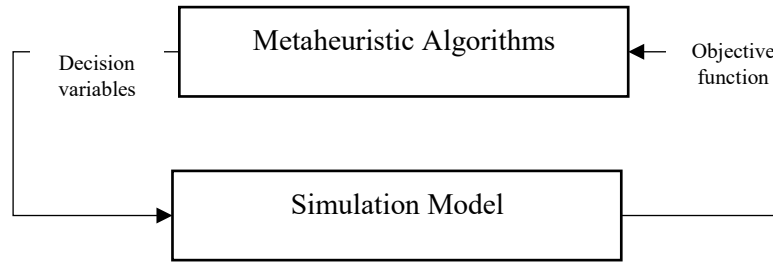 Metaheuristic Algorithms
Decision
variables
Objective
function
Simulation Model